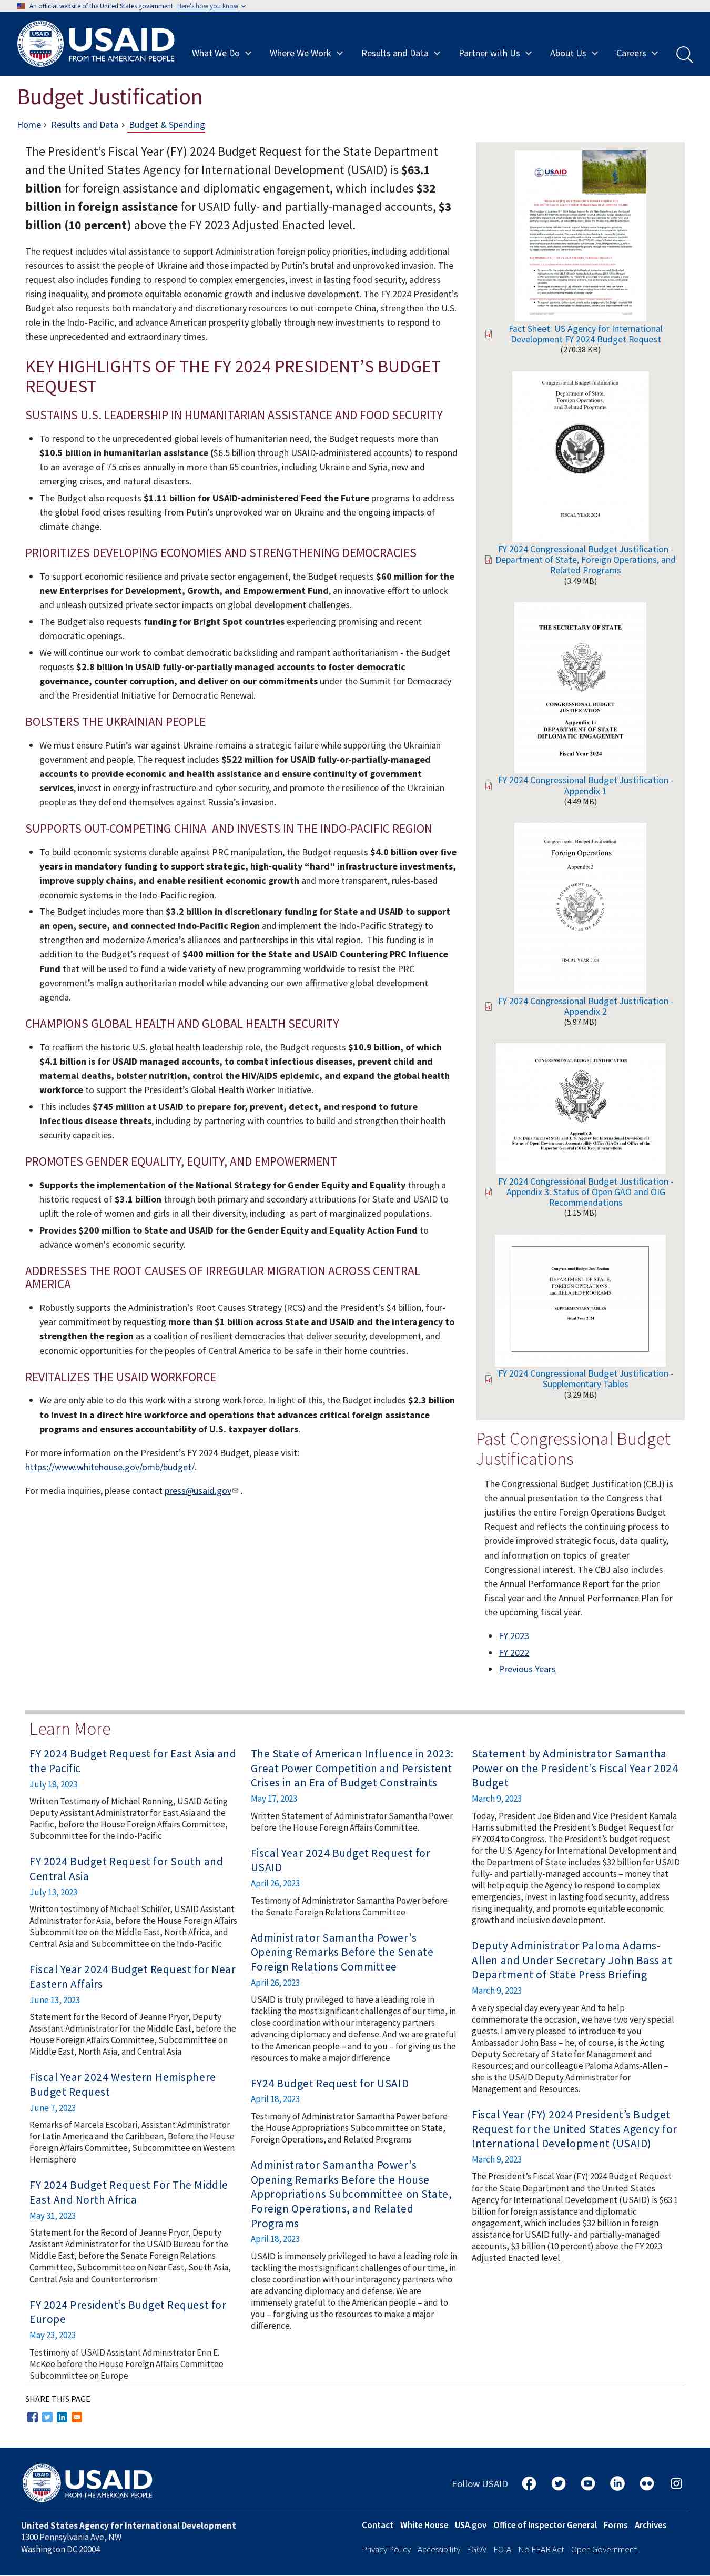 An official website of the United States government Here's how you know
USAID
FROM THE AMERICAN PEOPLE
What We Do
Where We Work
Results and Data
Partner with Us
About Us
Careers
Budget Justification
Home › Results and Data › Budget & Spending
The President's Fiscal Year (FY) 2024 Budget Request for the State Department
and the United States Agency for International Development (USAID) is $63.1
billion for foreign assistance and diplomatic engagement, which includes $32
billion in foreign assistance for USAID fully- and partially-managed accounts, $3
billion (10 percent) above the FY 2023 Adjusted Enacted level.
The request includes vital assistance to support Administration foreign policy priorities, including additional
resources to assist the people of Ukraine and those impacted by Putin's brutal and unprovoked invasion. The
request also includes funding to respond to complex emergencies, invest in lasting food security, address
rising inequality, and promote equitable economic growth and inclusive development. The FY 2024 President's
Budget also requests both mandatory and discretionary resources to out-compete China, strengthen the U.S.
role in the Indo-Pacific, and advance American prosperity globally through new investments to respond to
these unprecedented and extraordinary times.
KEY HIGHLIGHTS OF THE FY 2024 PRESIDENT'S BUDGET
REQUEST
SUSTAINS U.S. LEADERSHIP IN HUMANITARIAN ASSISTANCE AND FOOD SECURITY
• To respond to the unprecedented global levels of humanitarian need, the Budget requests more than
$10.5 billion in humanitarian assistance ($6.5 billion through USAID-administered accounts) to respond
to an average of 75 crises annually in more than 65 countries, including Ukraine and Syria, new and
emerging crises, and natural disasters.
• The Budget also requests $1.11 billion for USAID-administered Feed the Future programs to address
the global food crises resulting from Putin's unprovoked war on Ukraine and the ongoing impacts of
climate change.
PRIORITIZES DEVELOPING ECONOMIES AND STRENGTHENING DEMOCRACIES
• To support economic resilience and private sector engagement, the Budget requests $60 million for the
new Enterprises for Development, Growth, and Empowerment Fund, an innovative effort to unlock
and unleash outsized private sector impact on global development challenges.
• The Budget also requests funding for Bright Spot countries experiencing promising and recent
democratic openings.
• We will continue our work to combat democratic backsliding and rampant authoritarianism - the Budget
requests $2.8 billion in USAID fully-or-partially managed accounts to foster democratic
governance, counter corruption, and deliver on our commitments under the Summit for Democracy
and the Presidential Initiative for Democratic Renewal.
BOLSTERS THE UKRAINIAN PEOPLE
• We must ensure Putin's war against Ukraine remains a strategic failure while supporting the Ukrainian
government and people. The request includes $522 million for USAID fully-or-partially-managed
accounts to provide economic and health assistance and ensure continuity of government
services, invest in energy infrastructure and cyber security, and promote the resilience of the Ukrainian
people as they defend themselves against Russia's invasion.
SUPPORTS OUT-COMPETING CHINA AND INVESTS IN THE INDO-PACIFIC REGION
• To build economic systems durable against PRC manipulation, the Budget requests $4.0 billion over five
years in mandatory funding to support strategic, high-quality "hard" infrastructure investments,
improve supply chains, and enable resilient economic growth and more transparent, rules-based
economic systems in the Indo-Pacific region.
• The Budget includes more than $3.2 billion in discretionary funding for State and USAID to support
an open, secure, and connected Indo-Pacific Region and implement the Indo-Pacific Strategy to
strengthen and modernize America's alliances and partnerships in this vital region. This funding is in
addition to the Budget's request of $400 million for the State and USAID Countering PRC Influence
Fund that will be used to fund a wide variety of new programming worldwide to resist the PRC
government's malign authoritarian model while advancing our own affirmative global development
agenda.
CHAMPIONS GLOBAL HEALTH AND GLOBAL HEALTH SECURITY
• To reaffirm the historic U.S. global health leadership role, the Budget requests $10.9 billion, of which
$4.1 billion is for USAID managed accounts, to combat infectious diseases, prevent child and
maternal deaths, bolster nutrition, control the HIV/AIDS epidemic, and expand the global health
workforce to support the President's Global Health Worker Initiative.
• This includes $745 million at USAID to prepare for, prevent, detect, and respond to future
infectious disease threats, including by partnering with countries to build and strengthen their health
security capacities.
PROMOTES GENDER EQUALITY, EQUITY, AND EMPOWERMENT
• Supports the implementation of the National Strategy for Gender Equity and Equality through a
historic request of $3.1 billion through both primary and secondary attributions for State and USAID to
uplift the role of women and girls in all their diversity, including as part of marginalized populations.
• Provides $200 million to State and USAID for the Gender Equity and Equality Action Fund to
advance women's economic security.
ADDRESSES THE ROOT CAUSES OF IRREGULAR MIGRATION ACROSS CENTRAL
AMERICA
• Robustly supports the Administration's Root Causes Strategy (RCS) and the President's $4 billion, four-
year commitment by requesting more than $1 billion across State and USAID and the interagency to
strengthen the region as a coalition of resilient democracies that deliver security, development, and
economic opportunities for the peoples of Central America to be safe in their home countries.
REVITALIZES THE USAID WORKFORCE
• We are only able to do this work with a strong workforce. In light of this, the Budget includes $2.3 billion
to invest in a direct hire workforce and operations that advances critical foreign assistance
programs and ensures accountability of U.S. taxpayer dollars.
For more information on the President's FY 2024 Budget, please visit:
https://www.whitehouse.gov/omb/budget/.
For media inquiries, please contact press@usaid.gov.
USAID
Fact Sheet: US Agency for International
Development FY 2024 Budget Request
(270.38 KB)
Congressional Budget Justification
Department of State,
Foreign Operations,
and Related Programs
FISCAL YEAR 2024
FY 2024 Congressional Budget Justification -
Department of State, Foreign Operations, and
Related Programs
(3.49 MB)
THE SECRETARY OF STATE
CONGRESSIONAL BUDGET
JUSTIFICATION
Appendix 1:
DEPARTMENT OF STATE
DIPLOMATIC ENGAGEMENT
Fiscal Year 2024
FY 2024 Congressional Budget Justification -
Appendix 1
(4.49 MB)
Congressional Budget Justification
Foreign Operations
Appendix 2
FISCAL YEAR 2024
FY 2024 Congressional Budget Justification -
Appendix 2
(5.97 MB)
CONGRESSIONAL BUDGET JUSTIFICATION
Appendix 3:
U.S. Department of State and U.S. Agency for International Development
Status of Open Government Accountability Office (GAO) and Office of the
Inspector General (OIG) Recommendations
FY 2024 Congressional Budget Justification -
Appendix 3: Status of Open GAO and OIG
Recommendations
(1.15 MB)
Congressional Budget Justification
DEPARTMENT OF STATE,
FOREIGN OPERATIONS,
and RELATED PROGRAMS
SUPPLEMENTARY TABLES
Fiscal Year 2024
FY 2024 Congressional Budget Justification -
Supplementary Tables
(3.29 MB)
Past Congressional Budget
Justifications
The Congressional Budget Justification (CBJ) is
the annual presentation to the Congress that
justifies the entire Foreign Operations Budget
Request and reflects the continuing process to
provide improved strategic focus, data quality,
and information on topics of greater
Congressional interest. The CBJ also includes
the Annual Performance Report for the prior
fiscal year and the Annual Performance Plan for
the upcoming fiscal year.
• FY 2023
• FY 2022
• Previous Years
Learn More
FY 2024 Budget Request for East Asia and
the Pacific
July 18, 2023
Written Testimony of Michael Ronning, USAID Acting
Deputy Assistant Administrator for East Asia and the
Pacific, before the House Foreign Affairs Committee,
Subcommittee for the Indo-Pacific
FY 2024 Budget Request for South and
Central Asia
July 13, 2023
Written testimony of Michael Schiffer, USAID Assistant
Administrator for Asia, before the House Foreign Affairs
Subcommittee on the Middle East, North Africa, and
Central Asia and Subcommittee on the Indo-Pacific
Fiscal Year 2024 Budget Request for Near
Eastern Affairs
June 13, 2023
Statement for the Record of Jeanne Pryor, Deputy
Assistant Administrator for the Middle East, before the
House Foreign Affairs Committee, Subcommittee on
Middle East, North Asia, and Central Asia
Fiscal Year 2024 Western Hemisphere
Budget Request
June 7, 2023
Remarks of Marcela Escobari, Assistant Administrator
for Latin America and the Caribbean, Before the House
Foreign Affairs Committee, Subcommittee on Western
Hemisphere
FY 2024 Budget Request For The Middle
East And North Africa
May 31, 2023
Statement for the Record of Jeanne Pryor, Deputy
Assistant Administrator for the USAID Bureau for the
Middle East, before the Senate Foreign Relations
Committee, Subcommittee on Near East, South Asia,
Central Asia and Counterterrorism
FY 2024 President's Budget Request for
Europe
May 23, 2023
Testimony of USAID Assistant Administrator Erin E.
McKee before the House Foreign Affairs Committee
Subcommittee on Europe
The State of American Influence in 2023:
Great Power Competition and Persistent
Crises in an Era of Budget Constraints
May 17, 2023
Written Statement of Administrator Samantha Power
before the House Foreign Affairs Committee.
Fiscal Year 2024 Budget Request for
USAID
April 26, 2023
Testimony of Administrator Samantha Power before
the Senate Foreign Relations Committee
Administrator Samantha Power's
Opening Remarks Before the Senate
Foreign Relations Committee
April 26, 2023
USAID is truly privileged to have a leading role in
tackling the most significant challenges of our time, in
close coordination with our interagency partners
advancing diplomacy and defense. And we are grateful
to the American people – and to you – for giving us the
resources to make a major difference.
FY24 Budget Request for USAID
April 18, 2023
Testimony of Administrator Samantha Power before
the House Appropriations Subcommittee on State,
Foreign Operations, and Related Programs
Administrator Samantha Power's
Opening Remarks Before the House
Appropriations Subcommittee on State,
Foreign Operations, and Related
Programs
April 18, 2023
USAID is immensely privileged to have a leading role in
tackling the most significant challenges of our time, in
close coordination with our interagency partners who
are advancing diplomacy and defense. We are
immensely grateful to the American people – and to
you – for giving us the resources to make a major
difference.
Statement by Administrator Samantha
Power on the President's Fiscal Year 2024
Budget
March 9, 2023
Today, President Joe Biden and Vice President Kamala
Harris submitted the President's Budget Request for
FY 2024 to Congress. The President's budget request
for the U.S. Agency for International Development and
the Department of State includes $32 billion for USAID
fully- and partially-managed accounts – money that
will help equip the Agency to respond to complex
emergencies, invest in lasting food security, address
rising inequality, and promote equitable economic
growth and inclusive development.
Deputy Administrator Paloma Adams-
Allen and Under Secretary John Bass at
Department of State Press Briefing
March 9, 2023
A very special day every year. And to help
commemorate the occasion, we have two very special
guests. I am very pleased to introduce to you
Ambassador John Bass – he, of course, is the Acting
Deputy Secretary of State for Management and
Resources; and our colleague Paloma Adams-Allen –
she is the USAID Deputy Administrator for
Management and Resources.
Fiscal Year (FY) 2024 President's Budget
Request for the United States Agency for
International Development (USAID)
March 9, 2023
The President's Fiscal Year (FY) 2024 Budget Request
for the State Department and the United States
Agency for International Development (USAID) is $63.1
billion for foreign assistance and diplomatic
engagement, which includes $32 billion in foreign
assistance for USAID fully- and partially-managed
accounts, $3 billion (10 percent) above the FY 2023
Adjusted Enacted level.
SHARE THIS PAGE
USAID
FROM THE AMERICAN PEOPLE
Follow USAID
United States Agency for International Development
1300 Pennsylvania Ave, NW
Washington DC 20004
Contact White House USA.gov Office of Inspector General Forms Archives
Privacy Policy Accessibility EGOV FOIA No FEAR Act Open Government